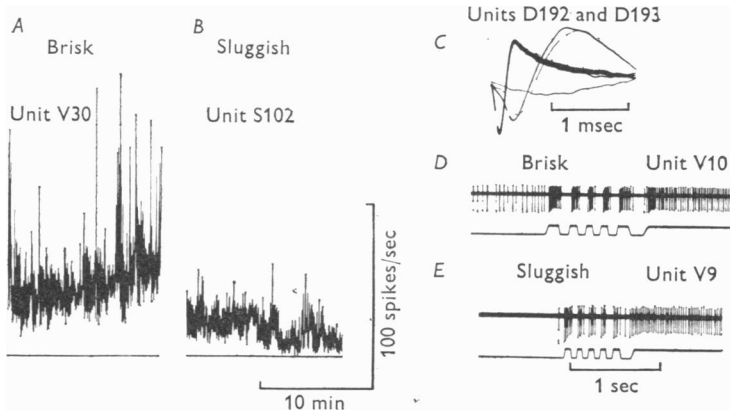 A
Brisk
Unit V30
B
Sluggish
Unit S102
100 spikes/sec
10 min
Units D192 and D193
C
1 msec
D
Brisk
Unit V10
E
Sluggish
Unit V9
1 sec